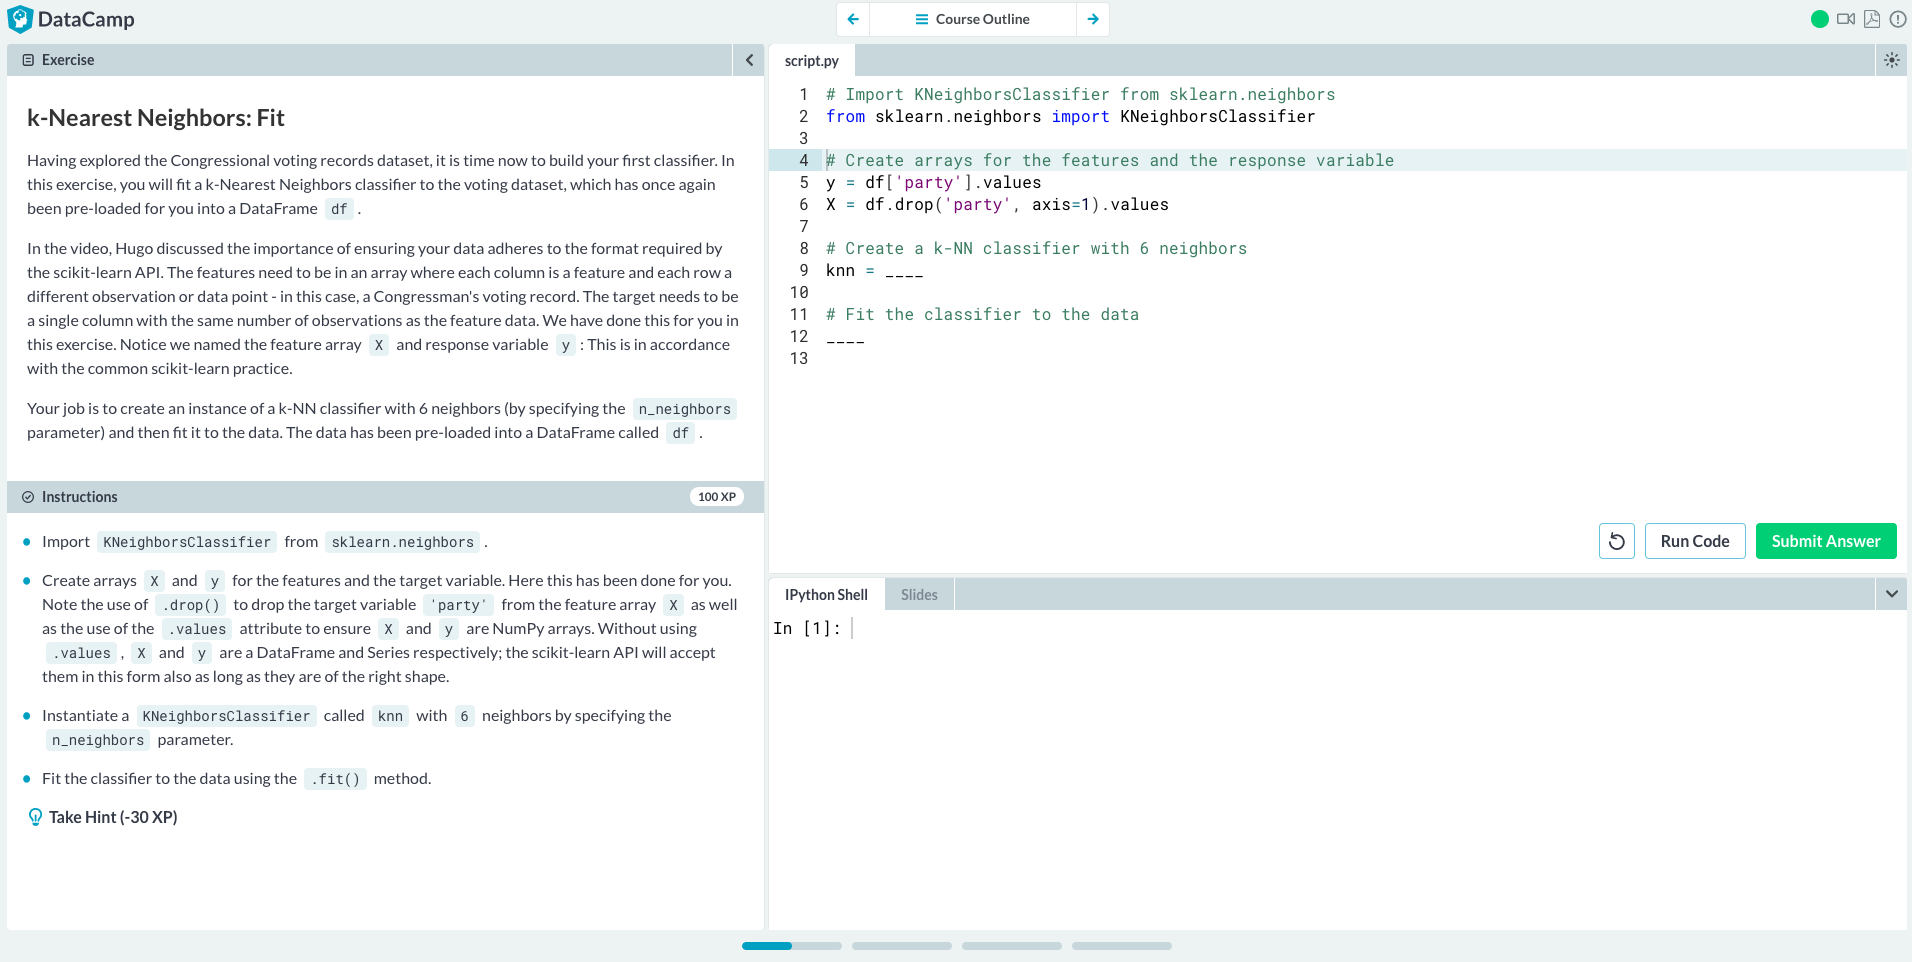 DataCamp
Course Outline
Exercise
k-Nearest Neighbors: Fit
Having explored the Congressional voting records dataset, it is time now to build your first classifier. In
this exercise, you will fit a k-Nearest Neighbors classifier to the voting dataset, which has once again
been pre-loaded for you into a DataFrame df .
In the video, Hugo discussed the importance of ensuring your data adheres to the format required by
the scikit-learn API. The features need to be in an array where each column is a feature and each row a
different observation or data point - in this case, a Congressman's voting record. The target needs to be
a single column with the same number of observations as the feature data. We have done this for you in
this exercise. Notice we named the feature array X and response variable y : This is in accordance
with the common scikit-learn practice.
Your job is to create an instance of a k-NN classifier with 6 neighbors (by specifying the n_neighbors
parameter) and then fit it to the data. The data has been pre-loaded into a DataFrame called df .
Instructions
100 XP
Import KNeighborsClassifier from sklearn.neighbors .
Create arrays X and y for the features and the target variable. Here this has been done for you.
Note the use of .drop() to drop the target variable 'party' from the feature array X as well
as the use of the .values attribute to ensure X and y are NumPy arrays. Without using
.values , X and y are a DataFrame and Series respectively; the scikit-learn API will accept
them in this form also as long as they are of the right shape.
Instantiate a KNeighborsClassifier called knn with 6 neighbors by specifying the
n_neighbors parameter.
Fit the classifier to the data using the .fit() method.
Take Hint (-30 XP)
script.py
1 # Import KNeighborsClassifier from sklearn.neighbors
2 from sklearn.neighbors import KNeighborsClassifier
3
4 # Create arrays for the features and the response variable
5 y = df['party'].values
6 X = df.drop('party', axis=1).values
7
8 # Create a k-NN classifier with 6 neighbors
9 knn = ____
10
11 # Fit the classifier to the data
12 ____
13
Run Code
Submit Answer
IPython Shell
Slides
In [1]: